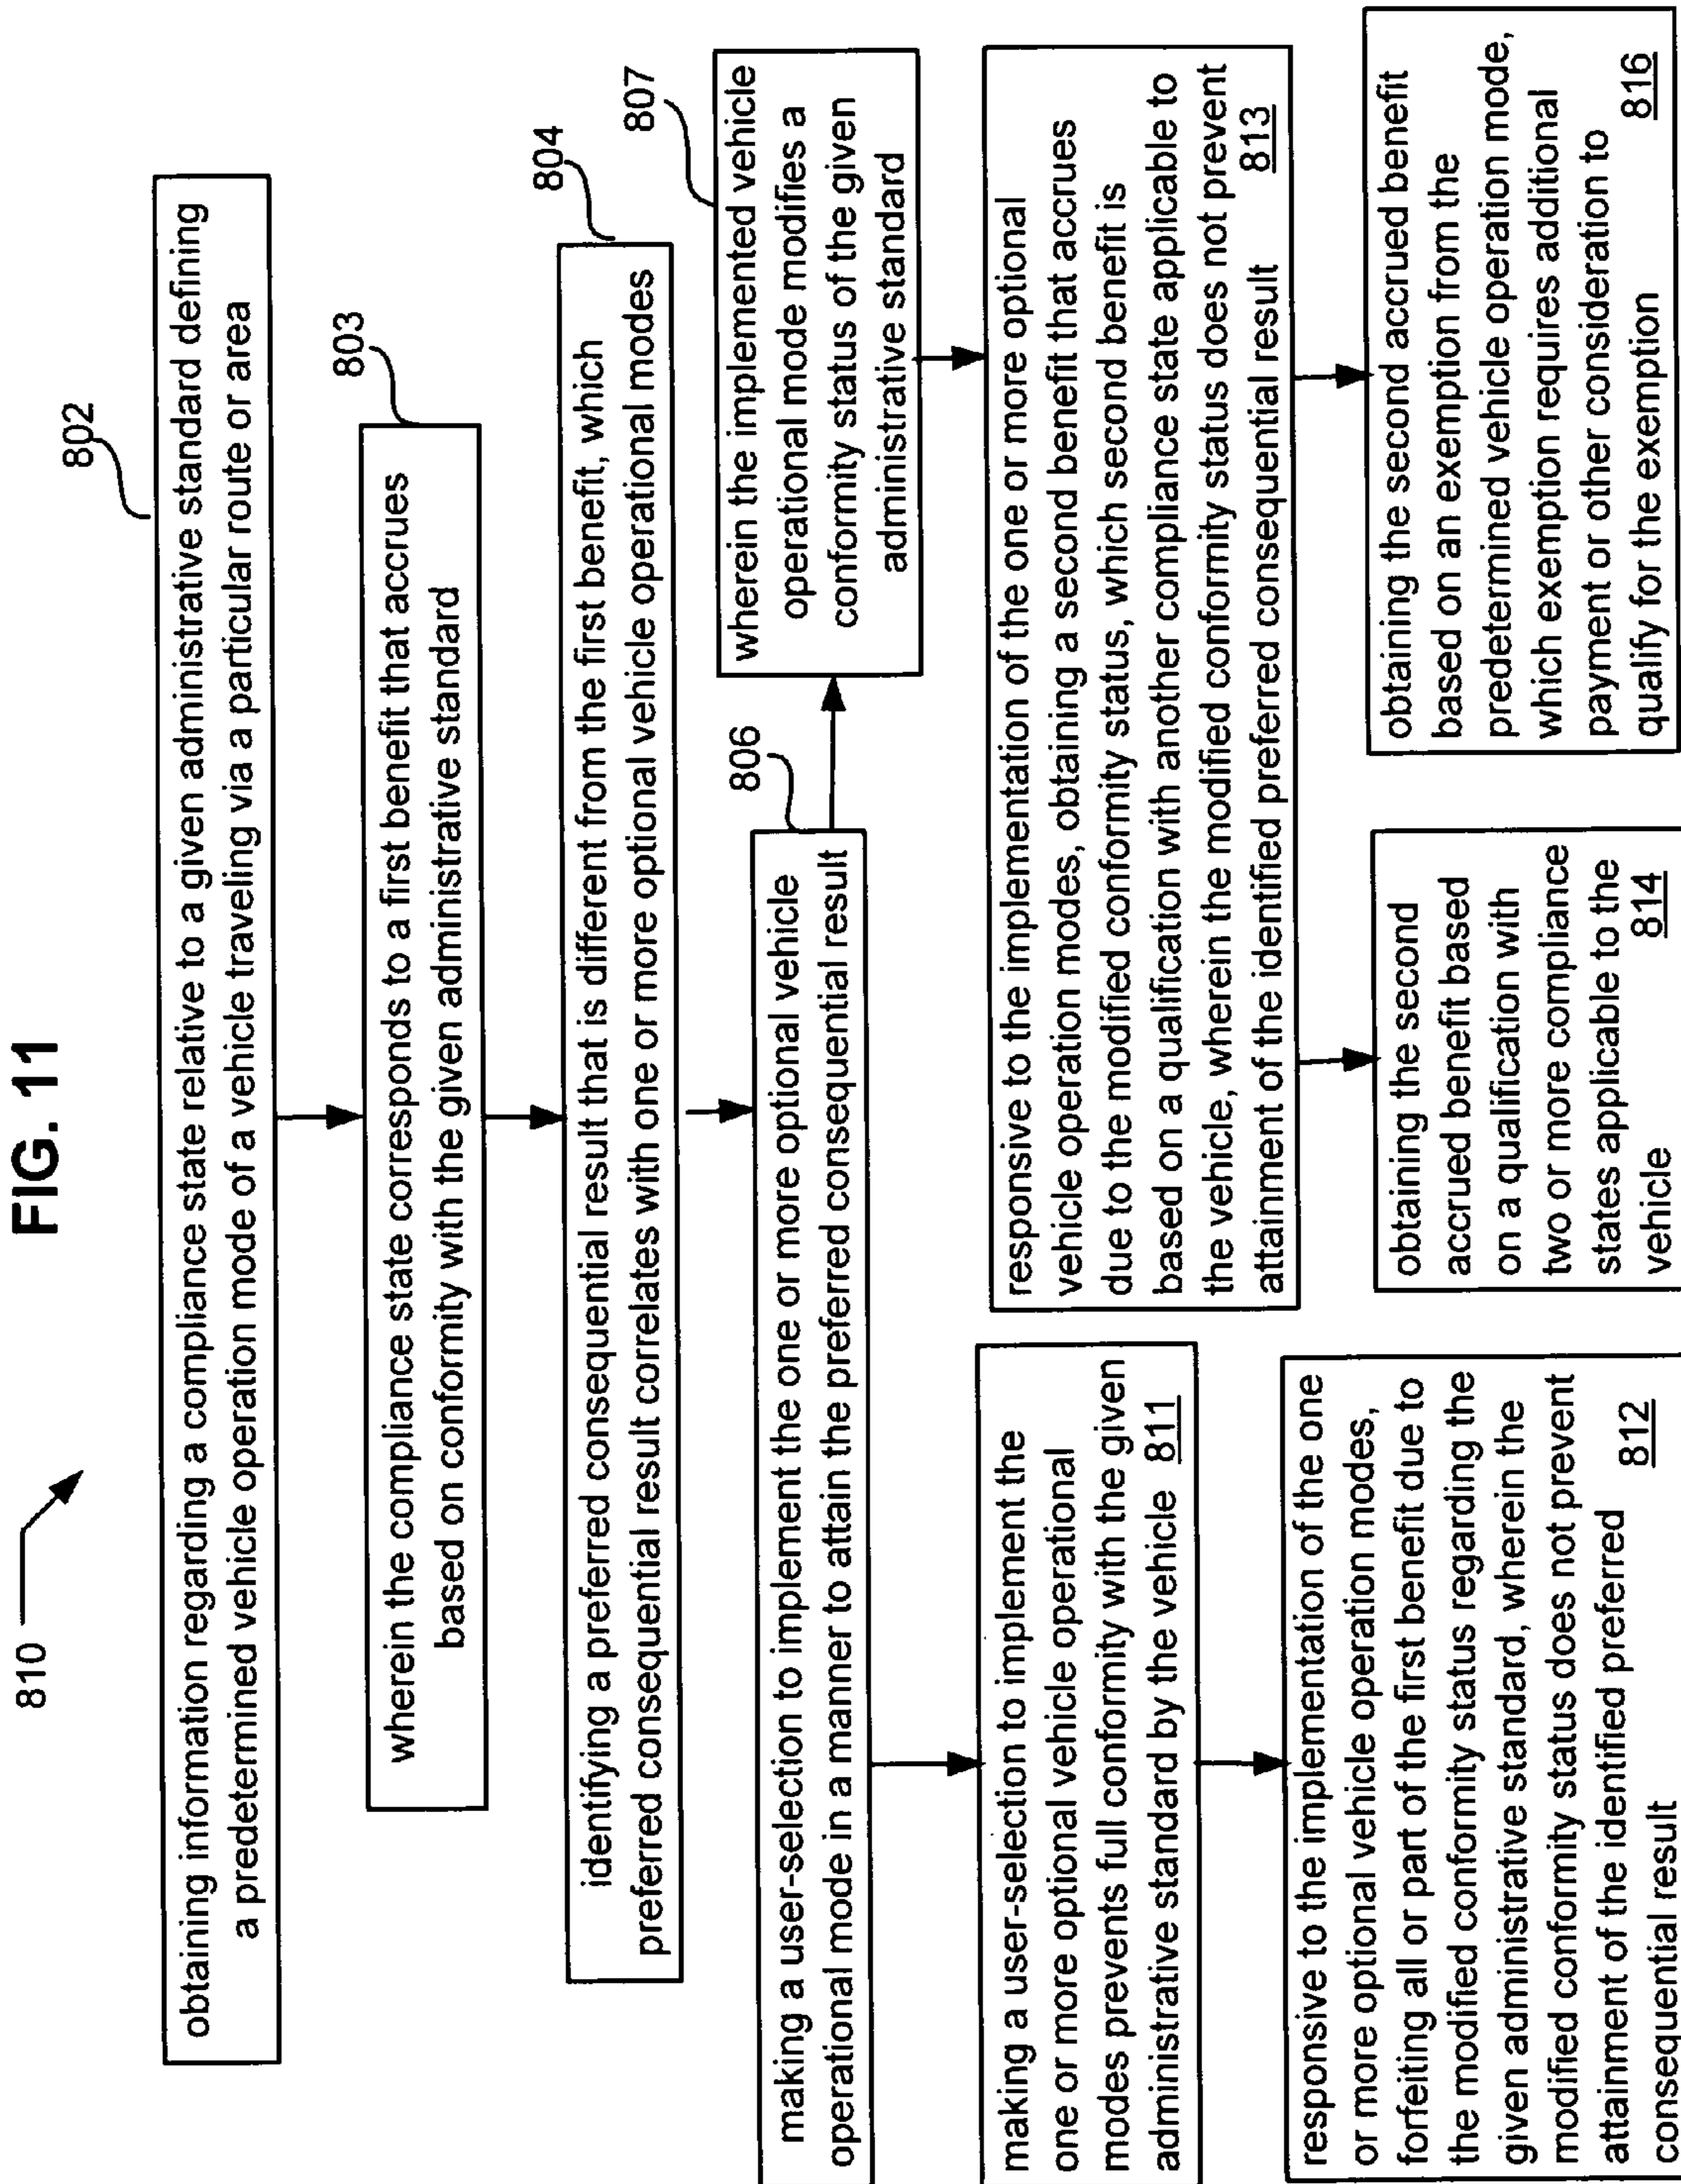 FIG. 11
810
802
obtaining information regarding a compliance state relative to a given administrative standard defining
a predetermined vehicle operation mode of a vehicle traveling via a particular route or area
803
wherein the compliance state corresponds to a first benefit that accrues
based on conformity with the given administrative standard
804
identifying a preferred consequential result that is different from the first benefit, which
preferred consequential result correlates with one or more optional vehicle operational modes
806
making a user-selection to implement the one or more optional vehicle
operational mode in a manner to attain the preferred consequential result
807
wherein the implemented vehicle
operational mode modifies a
conformity status of the given
administrative standard
making a user-selection to implement the
one or more optional vehicle operational
modes prevents full conformity with the given
administrative standard by the vehicle 811
responsive to the implementation of the one
or more optional vehicle operation modes,
forfeiting all or part of the first benefit due to
the modified conformity status regarding the
given administrative standard, wherein the
modified conformity status does not prevent
attainment of the identified preferred
consequential result 812
responsive to the implementation of the one or more optional
vehicle operation modes, obtaining a second benefit that accrues
due to the modified conformity status, which second benefit is
based on a qualification with another compliance state applicable to
the vehicle, wherein the modified conformity status does not prevent
attainment of the identified preferred consequential result 813
obtaining the second
accrued benefit based
on a qualification with
two or more compliance
states applicable to the
vehicle 814
obtaining the second accrued benefit
based on an exemption from the
predetermined vehicle operation mode,
which exemption requires additional
payment or other consideration to
qualify for the exemption 816